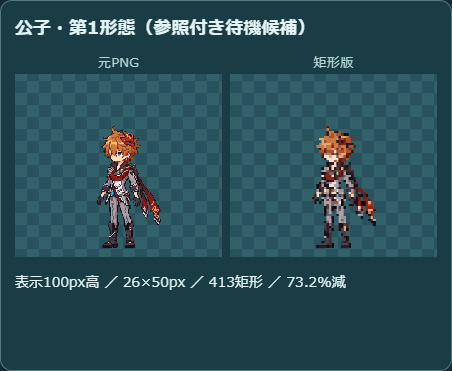 公子・第1形態（参照付き待機候補）
元PNG
矩形版
表示100px高 ／ 26×50px ／ 413矩形 ／ 73.2%減